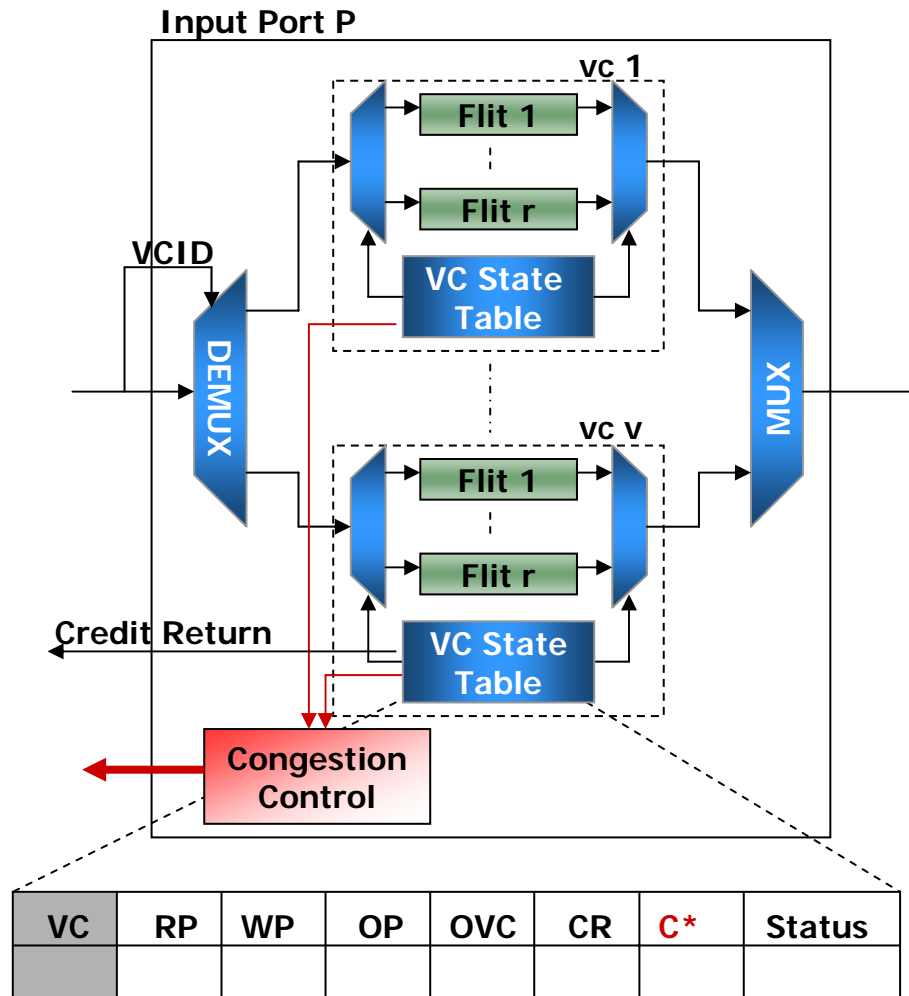 Input Port P
vc 1
Flit 1
Flit r
VCID
VC State
Table
DEMUX
MUX
vc v
Flit 1
Flit r
Credit Return
VC State
Table
Congestion
Control
VC RP WP OP OVC CR C* Status